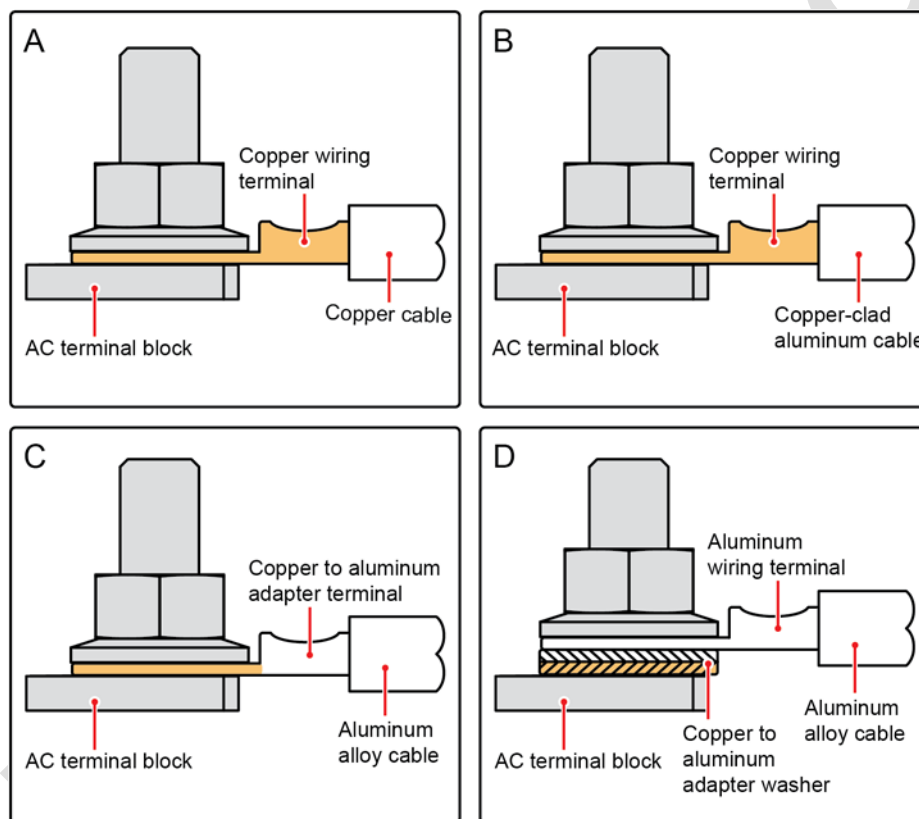 A
Copper wiring
terminal
Copper cable
AC terminal block
B
Copper wiring
terminal
Copper-clad
aluminum cable
AC terminal block
C
Copper to aluminum
adapter terminal
Aluminum
alloy cable
AC terminal block
D
Aluminum
wiring terminal
Aluminum
alloy cable
Copper to
aluminum
adapter washer
AC terminal block